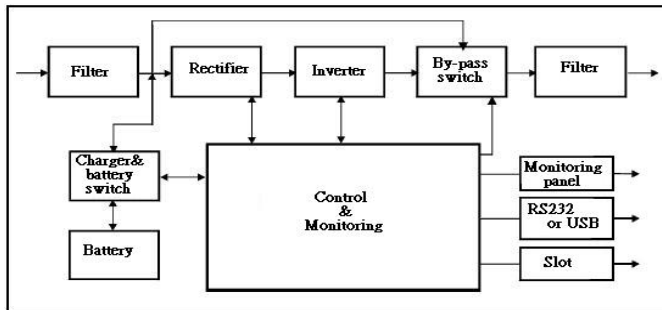 Filter
Rectifier
Inverter
By-pass
switch
Filter
Charger&
battery
switch
Control
&
Monitoring
Monitoring
panel
RS232
or USB
Battery
Slot